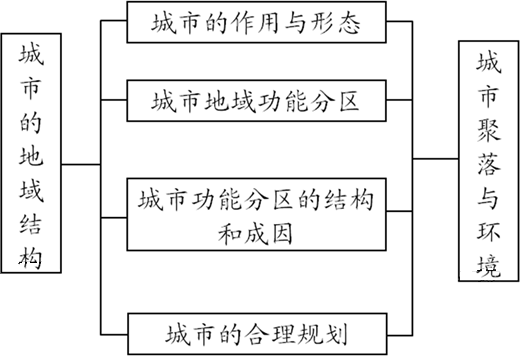 城市的地域结构
城市的作用与形态
城市地域功能分区
城市功能分区的结构
和成因
城市的合理规划
城市聚落与环境